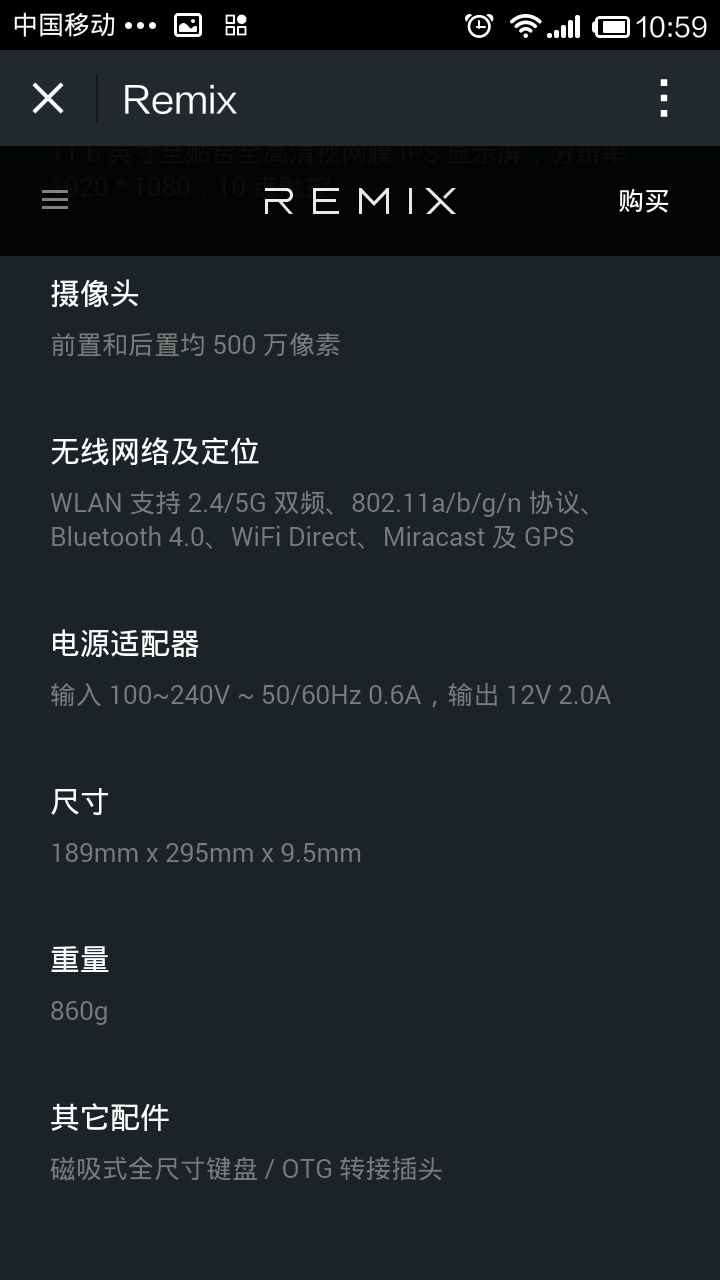 中国移动 ••• 10:59
Remix
11.6 英寸全贴合全高清视网膜 IPS 显示屏，分辨率
1920 * 1080，10 点触控
REMIX 购买
摄像头
前置和后置均 500 万像素
无线网络及定位
WLAN 支持 2.4/5G 双频、802.11a/b/g/n 协议、
Bluetooth 4.0、WiFi Direct、Miracast 及 GPS
电源适配器
输入 100~240V ~ 50/60Hz 0.6A，输出 12V 2.0A
尺寸
189mm x 295mm x 9.5mm
重量
860g
其它配件
磁吸式全尺寸键盘 / OTG 转接插头